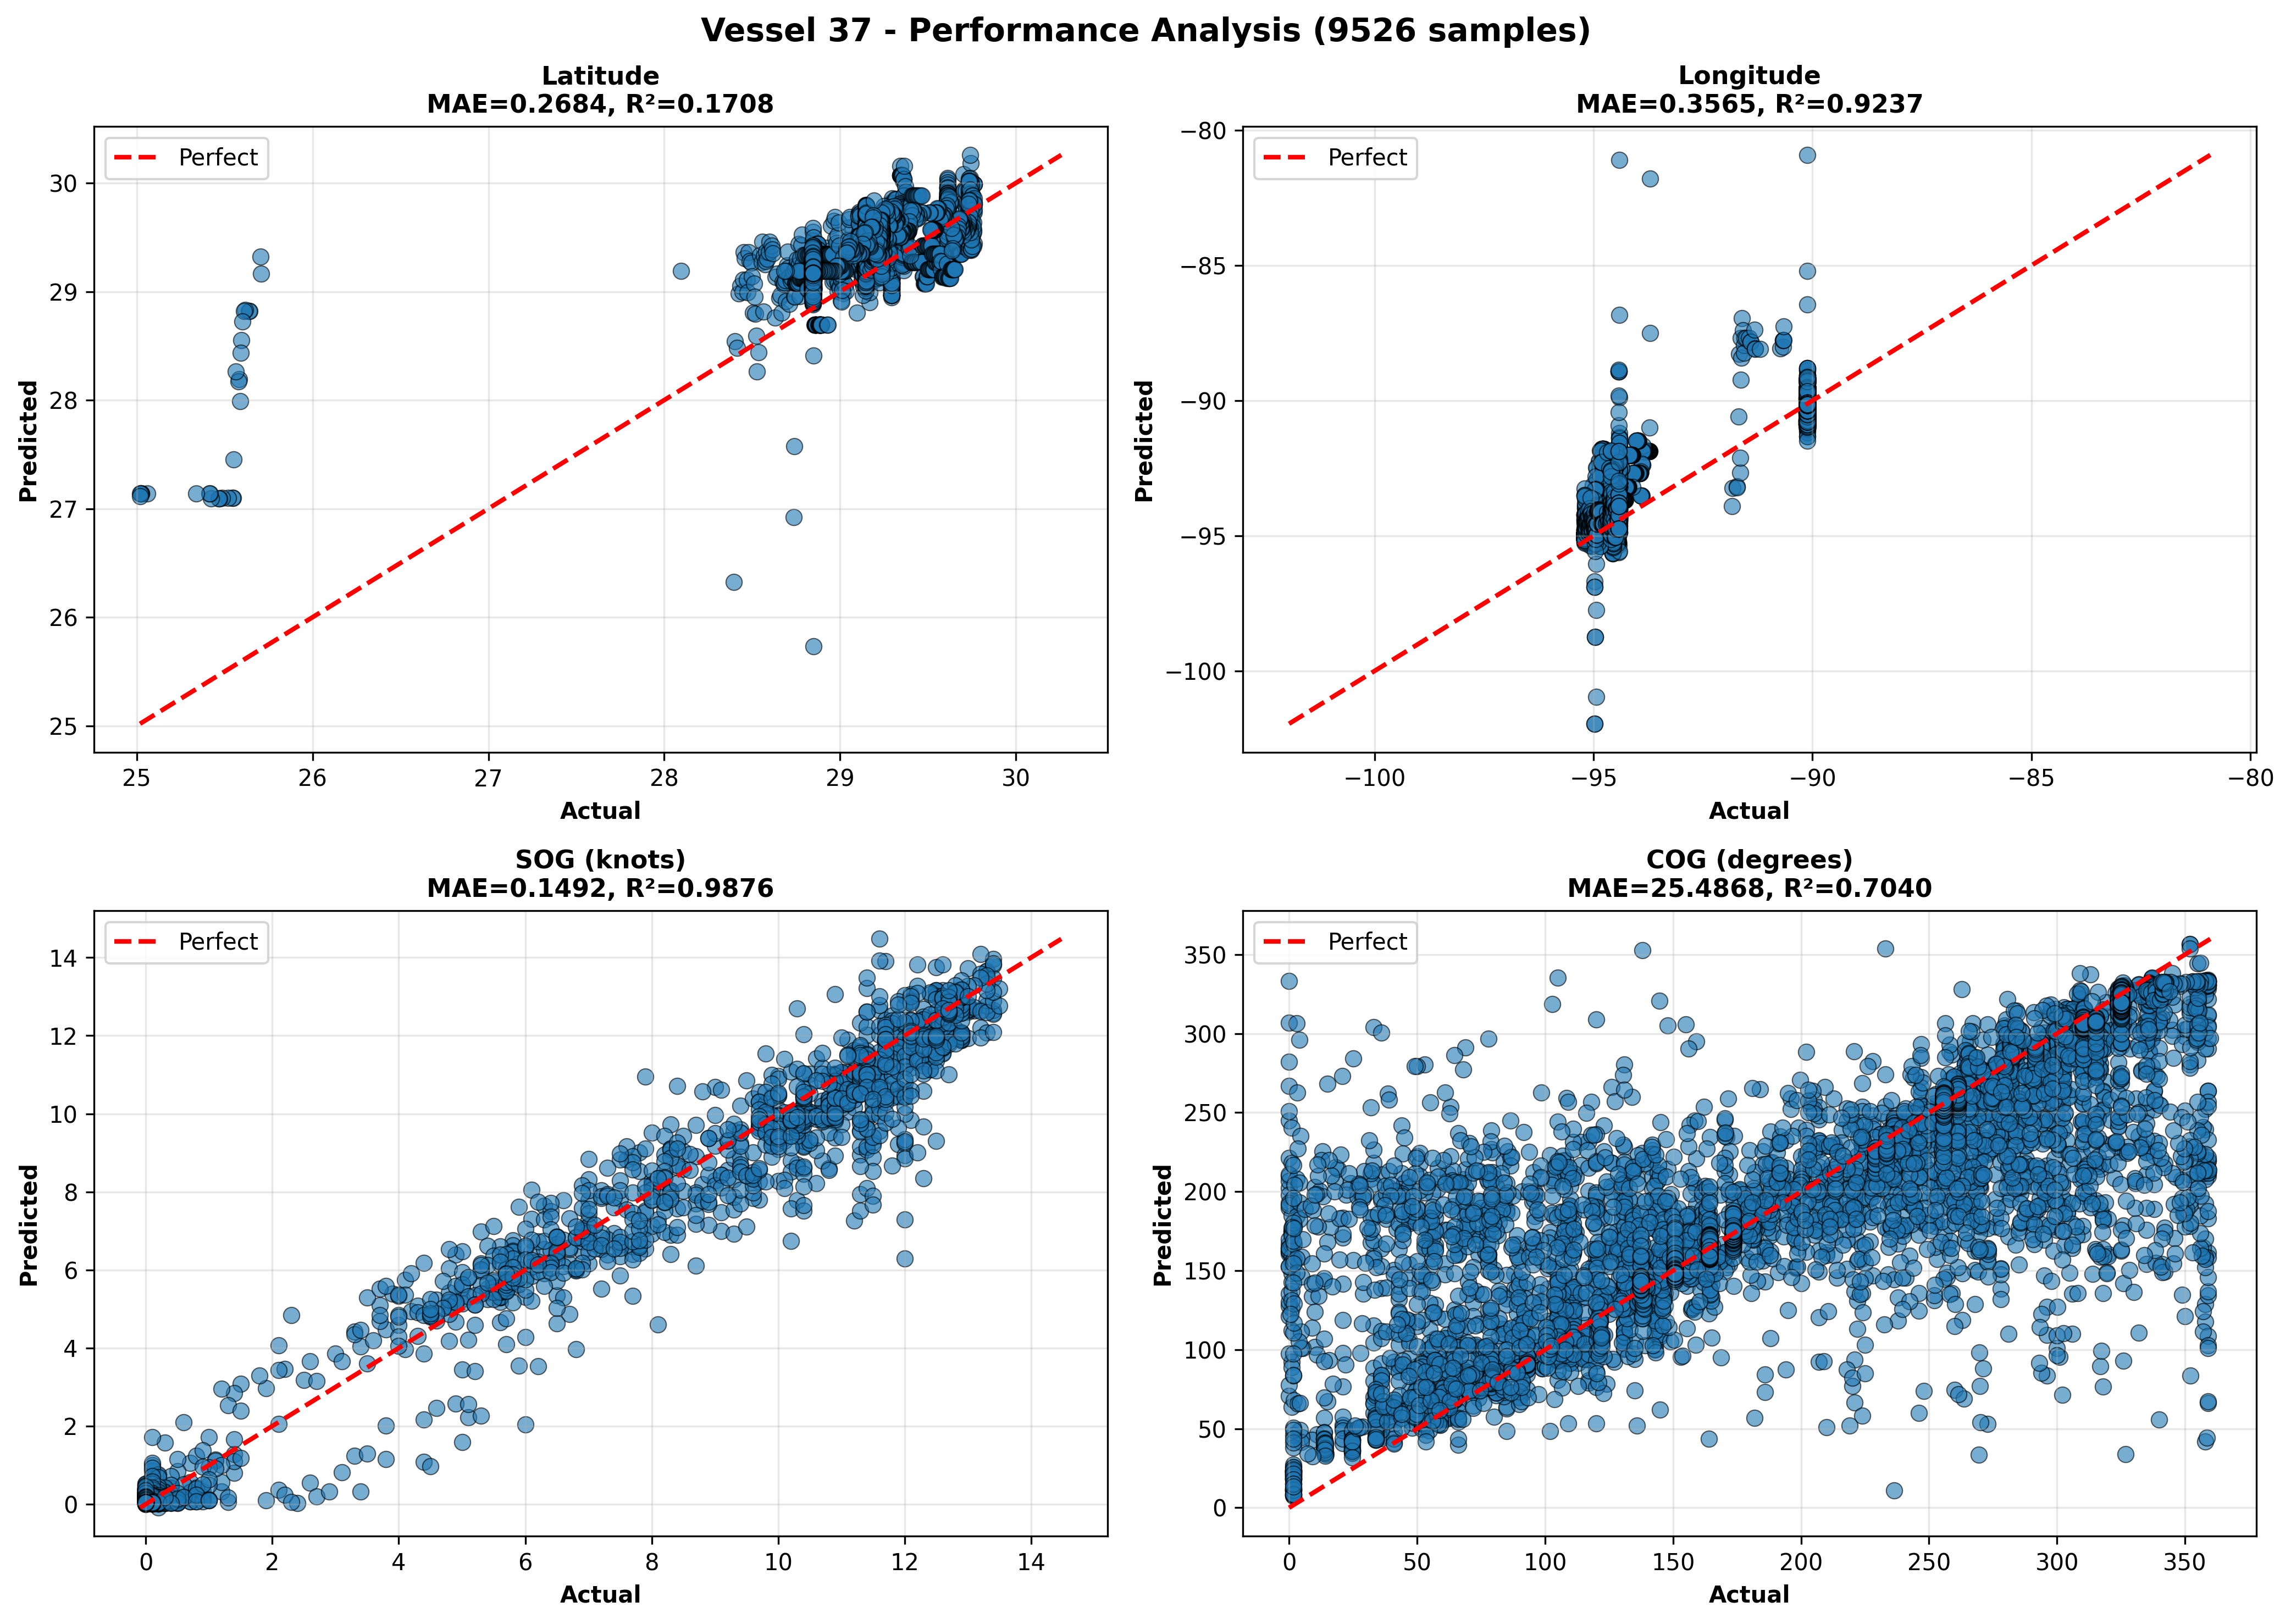 Vessel 37 - Performance Analysis (9526 samples)
Latitude
MAE=0.2684, R²=0.1708
Perfect
30
29
28
27
26
25
Predicted
25 26 27 28 29 30
Actual
Longitude
MAE=0.3565, R²=0.9237
Perfect
−80
−85
−90
−95
−100
Predicted
−100 −95 −90 −85 −80
Actual
SOG (knots)
MAE=0.1492, R²=0.9876
Perfect
14
12
10
8
6
4
2
0
Predicted
0 2 4 6 8 10 12 14
Actual
COG (degrees)
MAE=25.4868, R²=0.7040
Perfect
350
300
250
200
150
100
50
0
Predicted
0 50 100 150 200 250 300 350
Actual